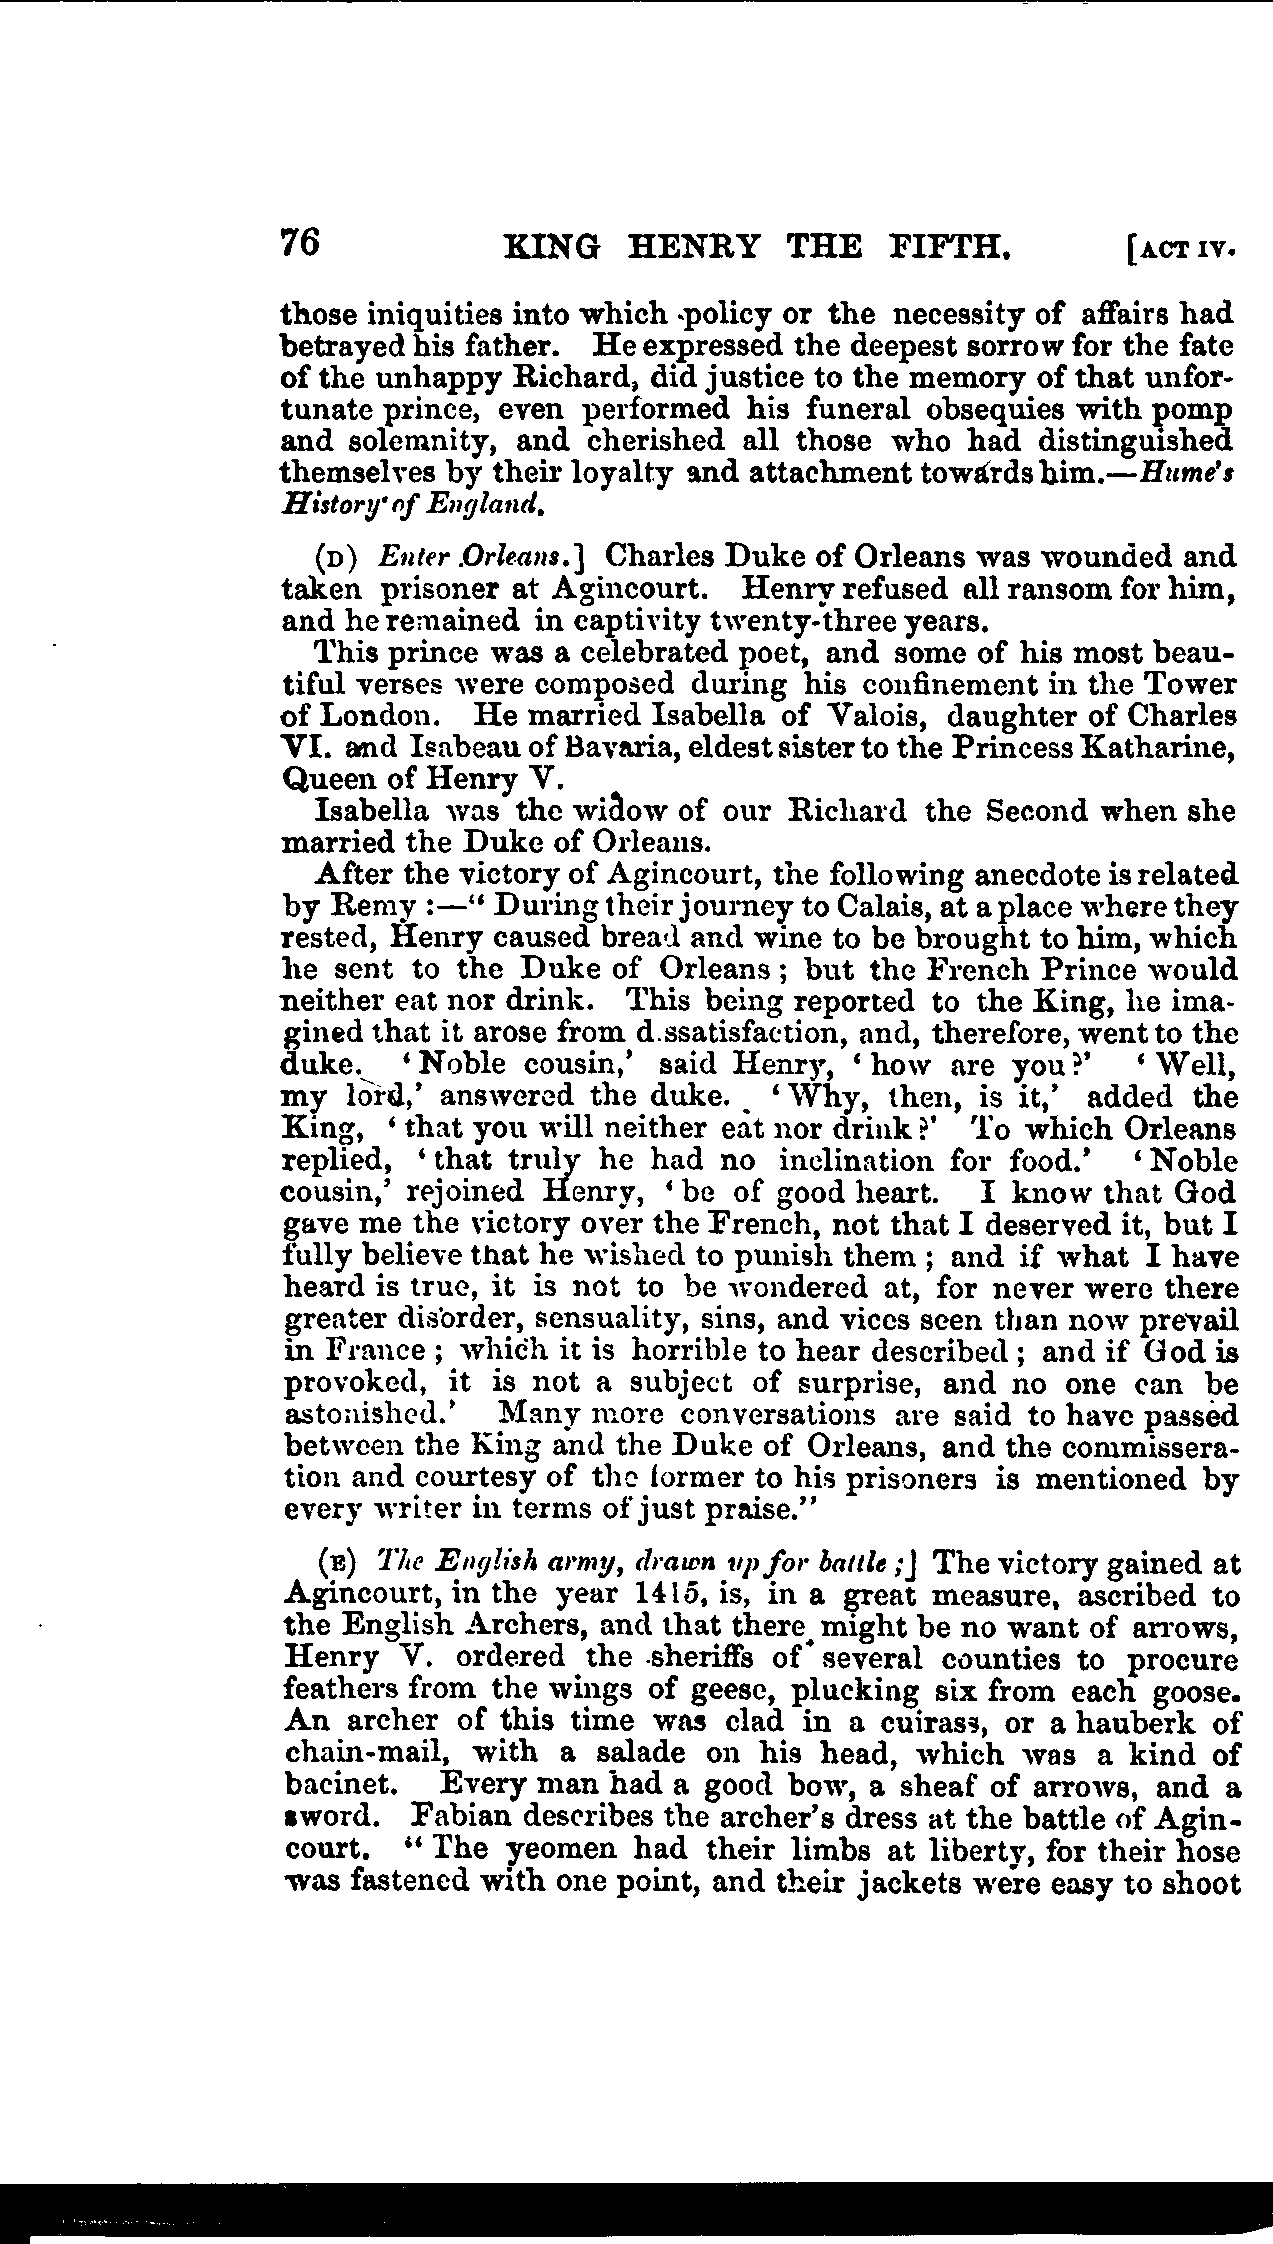 76 KING HENRY THE FIFTH. [ACT IV.
those iniquities into which policy or the necessity of affairs had
betrayed his father. He expressed the deepest sorrow for the fate
of the unhappy Richard, did justice to the memory of that unfor-
tunate prince, even performed his funeral obsequies with pomp
and solemnity, and cherished all those who had distinguished
themselves by their loyalty and attachment towards him.—Hume's
History of England.
(D) Enter Orleans.] Charles Duke of Orleans was wounded and
taken prisoner at Agincourt. Henry refused all ransom for him,
and he remained in captivity twenty-three years.
This prince was a celebrated poet, and some of his most beau-
tiful verses were composed during his confinement in the Tower
of London. He married Isabella of Valois, daughter of Charles
VI. and Isabeau of Bavaria, eldest sister to the Princess Katharine,
Queen of Henry V.
Isabella was the widow of our Richard the Second when she
married the Duke of Orleans.
After the victory of Agincourt, the following anecdote is related
by Remy :—" During their journey to Calais, at a place where they
rested, Henry caused bread and wine to be brought to him, which
he sent to the Duke of Orleans ; but the French Prince would
neither eat nor drink. This being reported to the King, he ima-
gined that it arose from d.ssatisfaction, and, therefore, went to the
duke. 'Noble cousin,' said Henry, 'how are you?' 'Well,
my lord,' answered the duke. 'Why, then, is it,' added the
King, 'that you will neither eat nor drink?' To which Orleans
replied, 'that truly he had no inclination for food.' 'Noble
cousin,' rejoined Henry, 'be of good heart. I know that God
gave me the victory over the French, not that I deserved it, but I
fully believe that he wished to punish them ; and if what I have
heard is true, it is not to be wondered at, for never were there
greater disorder, sensuality, sins, and vices seen than now prevail
in France ; which it is horrible to hear described ; and if God is
provoked, it is not a subject of surprise, and no one can be
astonished.' Many more conversations are said to have passed
between the King and the Duke of Orleans, and the commissera-
tion and courtesy of the former to his prisoners is mentioned by
every writer in terms of just praise."
(E) The English army, drawn up for battle ;] The victory gained at
Agincourt, in the year 1415, is, in a great measure, ascribed to
the English Archers, and that there might be no want of arrows,
Henry V. ordered the sheriffs of several counties to procure
feathers from the wings of geese, plucking six from each goose.
An archer of this time was clad in a cuirass, or a hauberk of
chain-mail, with a salade on his head, which was a kind of
bacinet. Every man had a good bow, a sheaf of arrows, and a
sword. Fabian describes the archer's dress at the battle of Agin-
court. " The yeomen had their limbs at liberty, for their hose
was fastened with one point, and their jackets were easy to shoot